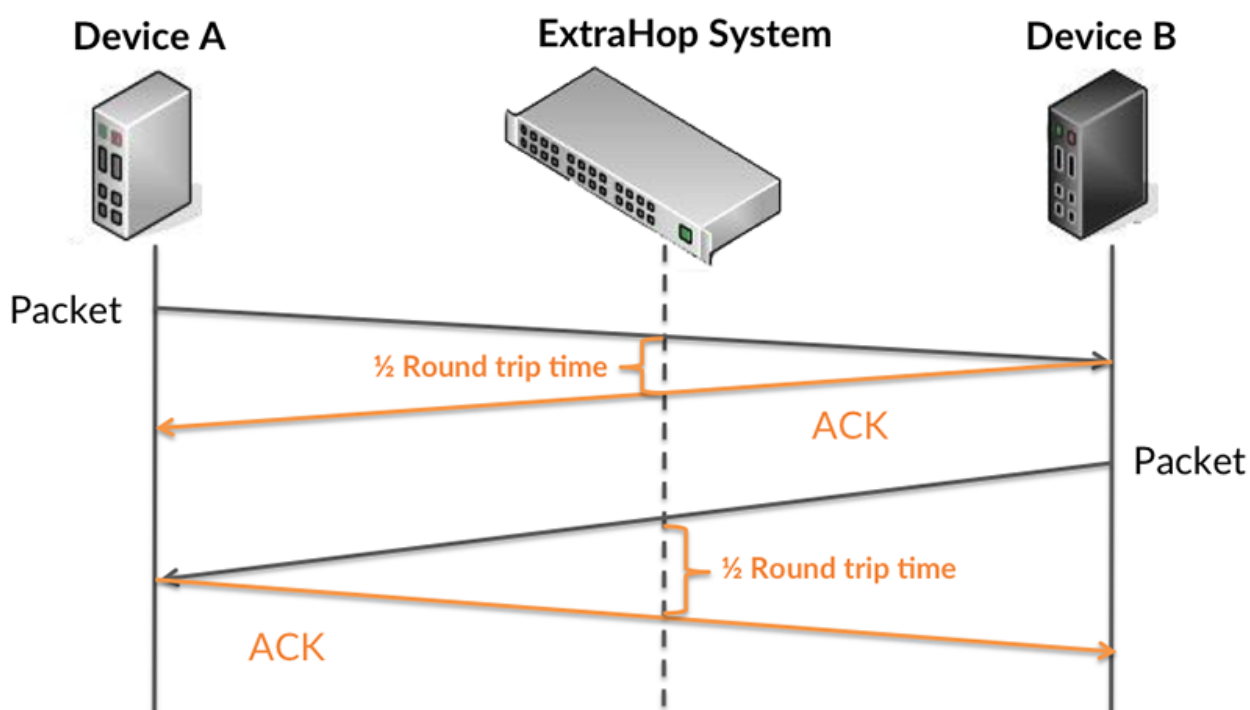 Device A
ExtraHop System
Device B
Packet
½ Round trip time
ACK
Packet
½ Round trip time
ACK